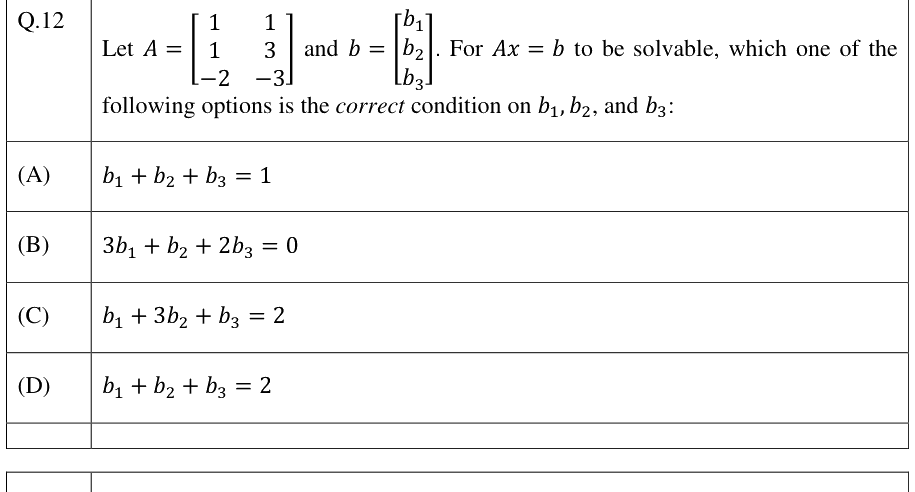 Q.12
Let A = [1 1; 1 3; −2 −3] and b = [b₁; b₂; b₃]. For Ax = b to be solvable, which one of the
following options is the correct condition on b₁, b₂, and b₃:
(A) b₁ + b₂ + b₃ = 1
(B) 3b₁ + b₂ + 2b₃ = 0
(C) b₁ + 3b₂ + b₃ = 2
(D) b₁ + b₂ + b₃ = 2